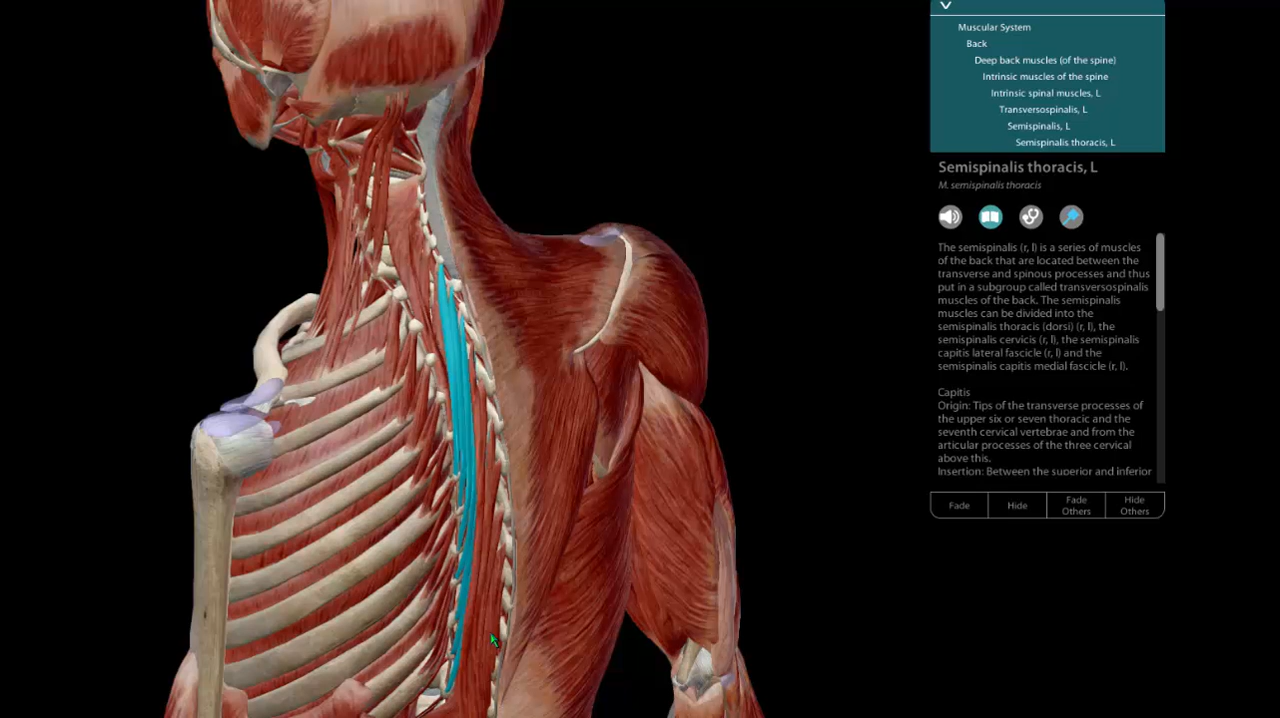 Muscular System
Back
Deep back muscles (of the spine)
Intrinsic muscles of the spine
Intrinsic spinal muscles, L
Transversospinalis, L
Semispinalis, L
Semispinalis thoracis, L
Semispinalis thoracis, L
M. semispinalis thoracis
The semispinalis (r, l) is a series of muscles
of the back that are located between the
transverse and spinous processes and thus
put in a subgroup called transversospinalis
muscles of the back. The semispinalis
muscles can be divided into the
semispinalis thoracis (dorsi) (r, l), the
semispinalis cervicis (r, l), the semispinalis
capitis lateral fascicle (r, l) and the
semispinalis capitis medial fascicle (r, l).
Capitis
Origin: Tips of the transverse processes of
the upper six or seven thoracic and the
seventh cervical vertebrae and from the
articular processes of the three cervical
above this.
Insertion: Between the superior and inferior
Fade
Hide
Fade
Others
Hide
Others